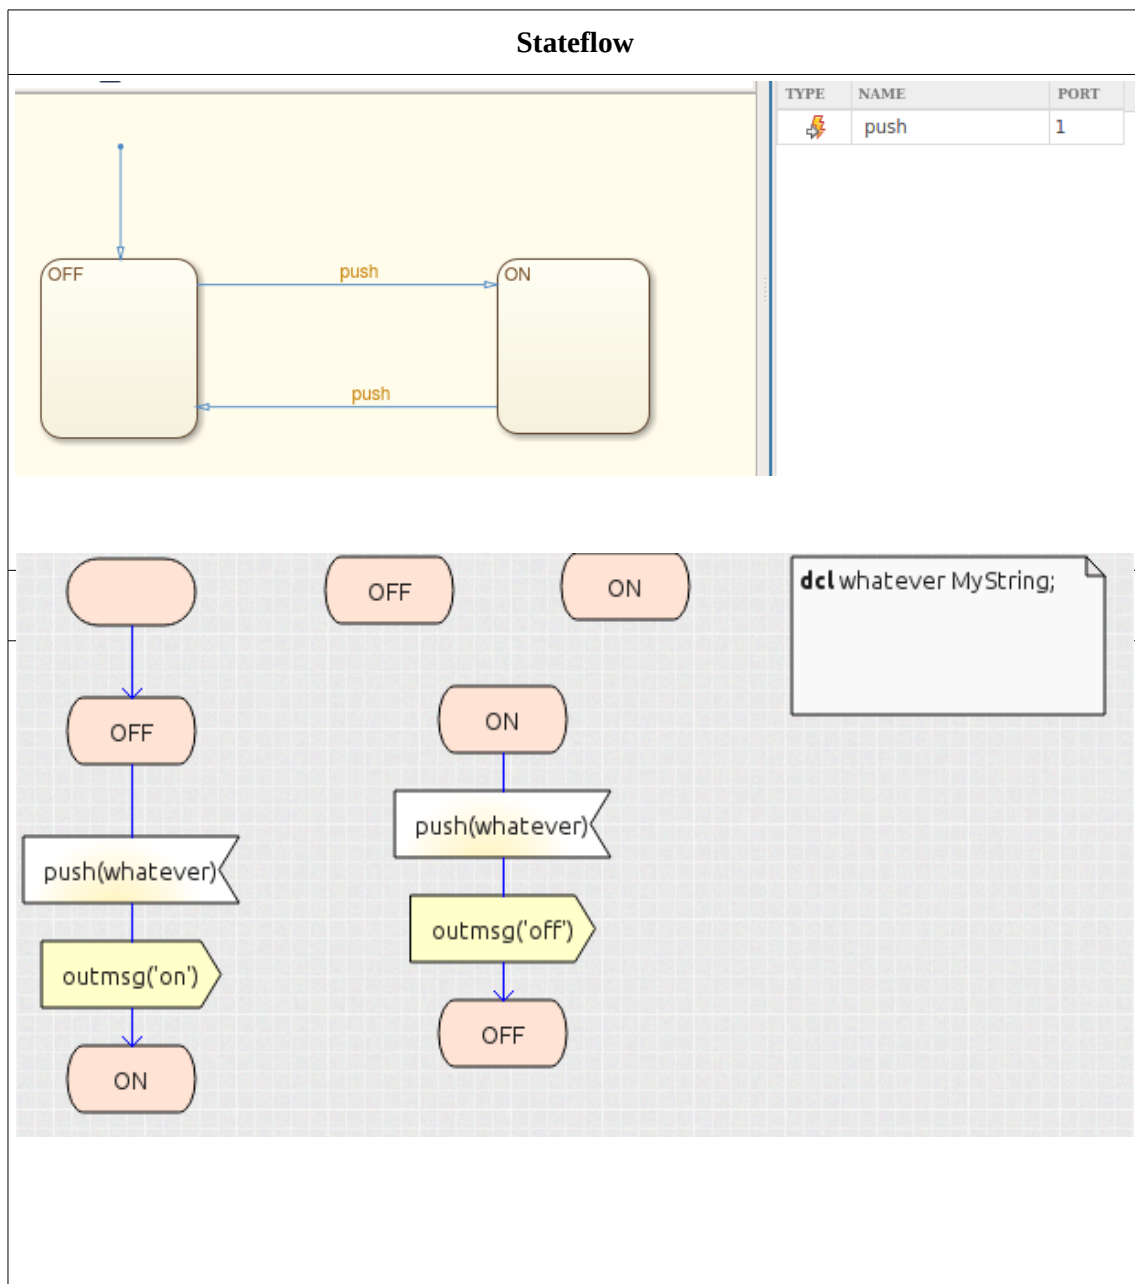 Stateflow
TYPE NAME PORT
push 1
OFF
push
ON
push
OFF
ON
dcl whatever MyString;
OFF
ON
push(whatever)
push(whatever)
outmsg('off')
outmsg('on')
OFF
ON